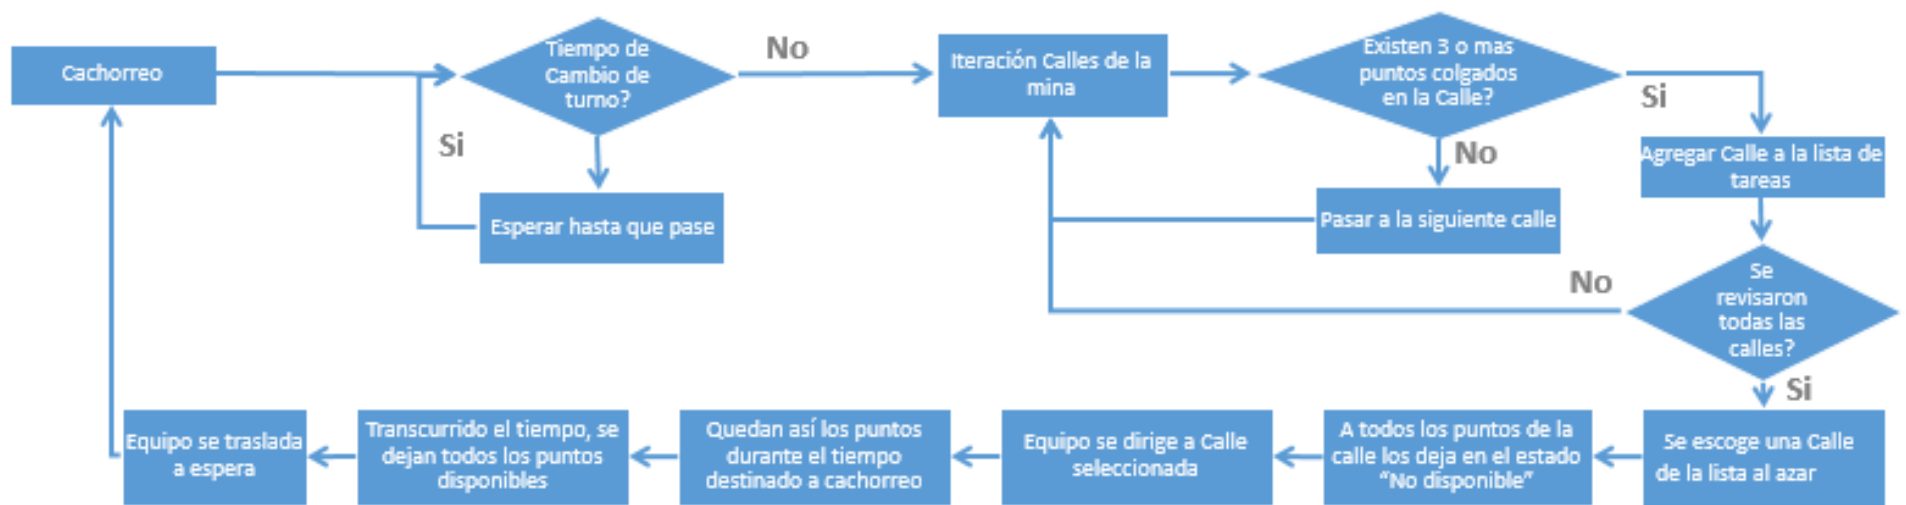 Cachorreo
Tiempo de
Cambio de
turno?
No
Si
Esperar hasta que pase
Iteración Calles de la
mina
Existen 3 o mas
puntos colgados
en la Calle?
Si
No
Pasar a la siguiente calle
Agregar Calle a la lista de
tareas
Se
revisaron
todas las
calles?
No
Si
Se escoge una Calle
de la lista al azar
A todos los puntos de la
calle los deja en el estado
“No disponible”
Equipo se dirige a Calle
seleccionada
Quedan así los puntos
durante el tiempo
destinado a cachorreo
Transcurrido el tiempo, se
dejan todos los puntos
disponibles
Equipo se traslada
a espera